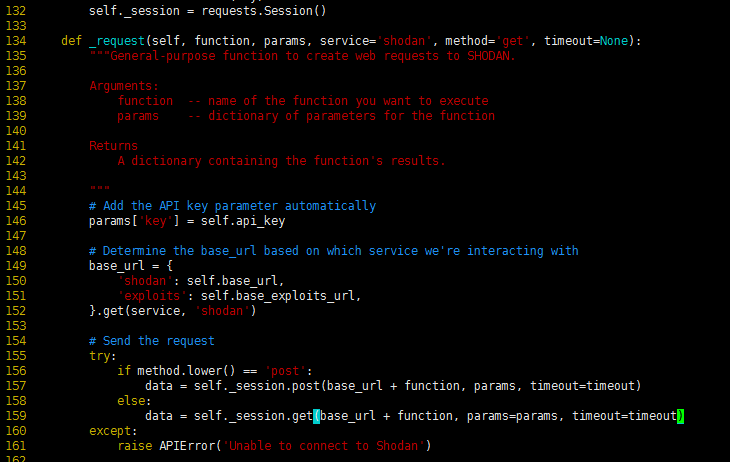 132         self._session = requests.Session()
133
134     def _request(self, function, params, service='shodan', method='get', timeout=None):
135         """General-purpose function to create web requests to SHODAN.
136
137         Arguments:
138             function  -- name of the function you want to execute
139             params    -- dictionary of parameters for the function
140
141         Returns
142             A dictionary containing the function's results.
143
144         """
145         # Add the API key parameter automatically
146         params['key'] = self.api_key
147
148         # Determine the base_url based on which service we're interacting with
149         base_url = {
150             'shodan': self.base_url,
151             'exploits': self.base_exploits_url,
152         }.get(service, 'shodan')
153
154         # Send the request
155         try:
156             if method.lower() == 'post':
157                 data = self._session.post(base_url + function, params, timeout=timeout)
158             else:
159                 data = self._session.get(base_url + function, params=params, timeout=timeout)
160         except:
161             raise APIError('Unable to connect to Shodan')
162